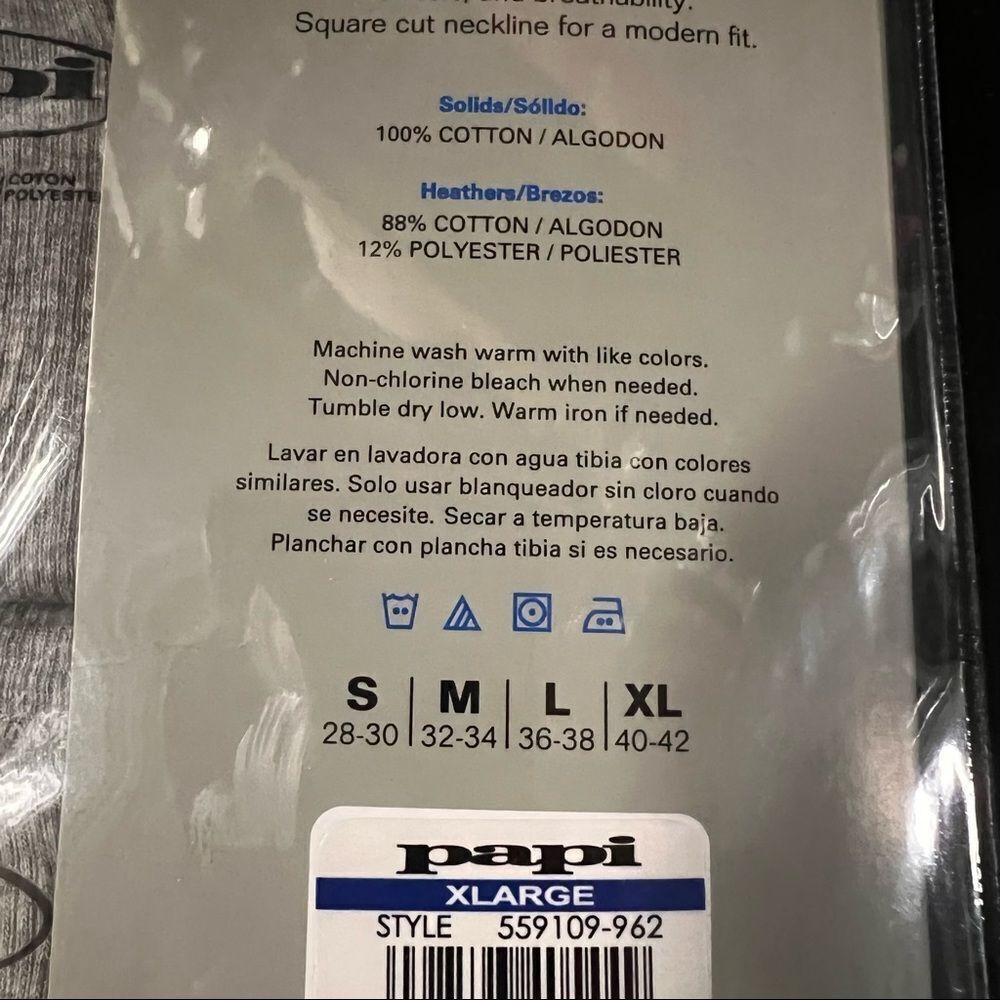 and breathability.
Square cut neckline for a modern fit.
Solids/Sólido:
100% COTTON / ALGODON
Heathers/Brezos:
88% COTTON / ALGODON
12% POLYESTER / POLIESTER
Machine wash warm with like colors.
Non-chlorine bleach when needed.
Tumble dry low. Warm iron if needed.
Lavar en lavadora con agua tibia con colores
similares. Solo usar blanqueador sin cloro cuando
se necesite. Secar a temperatura baja.
Planchar con plancha tibia si es necesario.
S | M | L | XL
28-30 | 32-34 | 36-38 | 40-42
papi
XLARGE
STYLE 559109-962
pi
COTON
POLYESTE